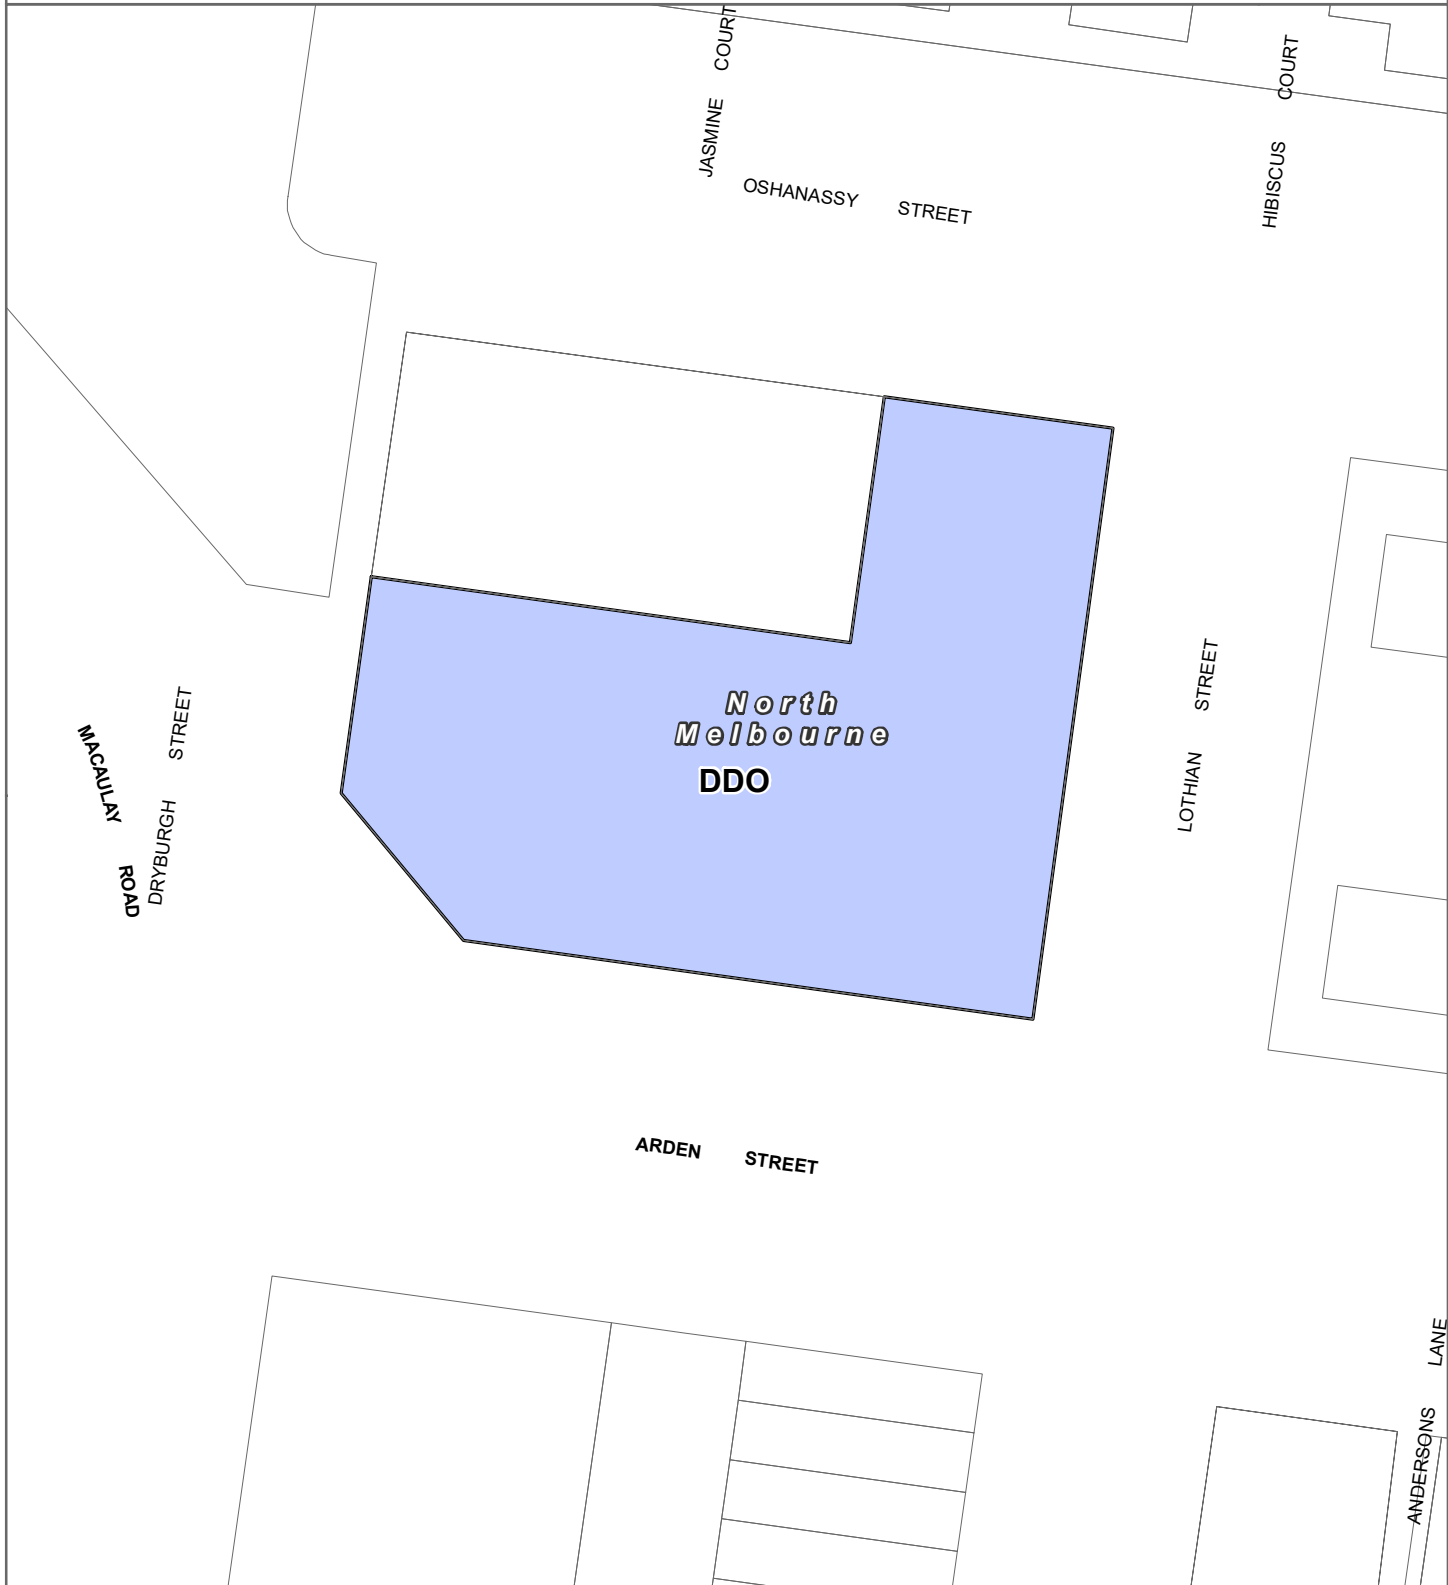 JASMINE COURT
HIBISCUS COURT
OSHANASSY STREET
North
Melbourne
DDO
MACAULAY ROAD
DRYBURGH STREET
LOTHIAN STREET
ARDEN STREET
ANDERSONS LANE